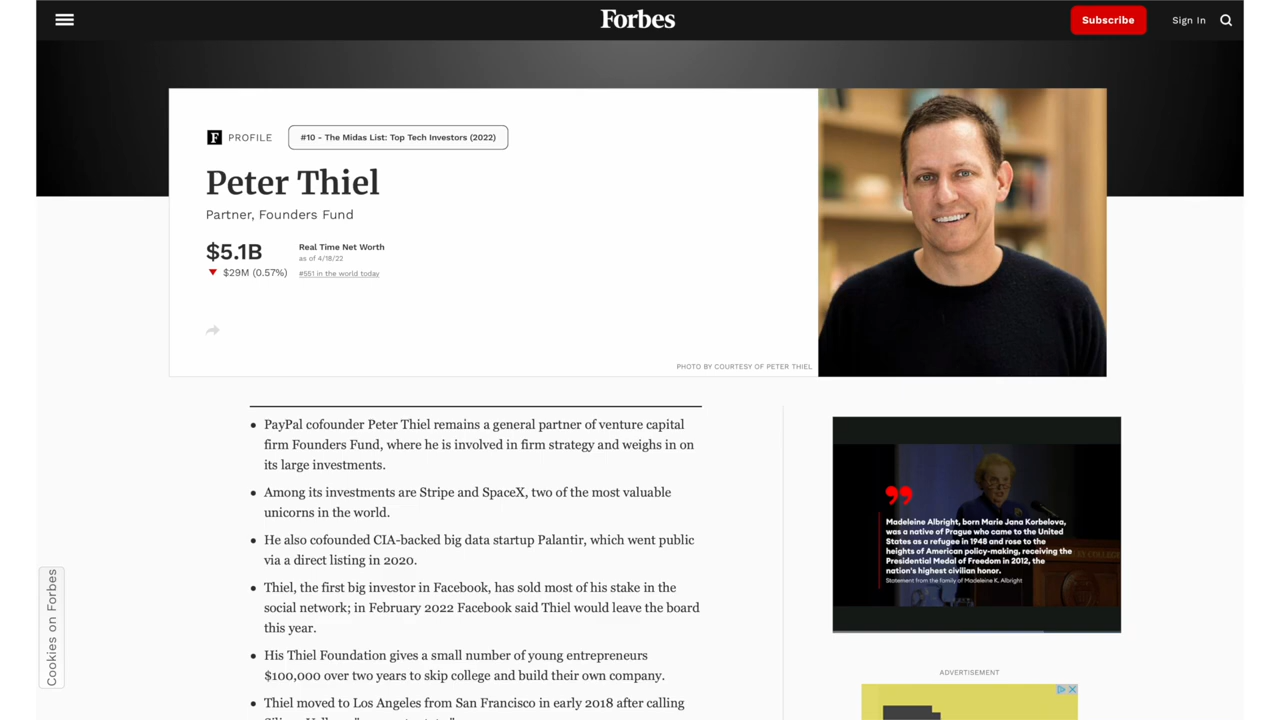 Forbes
Subscribe
Sign In
F PROFILE
#10 - The Midas List: Top Tech Investors (2022)
Peter Thiel
Partner, Founders Fund
$5.1B
Real Time Net Worth
as of 4/18/22
$29M (0.57%)
#551 in the world today
PHOTO BY COURTESY OF PETER THIEL
PayPal cofounder Peter Thiel remains a general partner of venture capital
firm Founders Fund, where he is involved in firm strategy and weighs in on
its large investments.
Among its investments are Stripe and SpaceX, two of the most valuable
unicorns in the world.
He also cofounded CIA-backed big data startup Palantir, which went public
via a direct listing in 2020.
Thiel, the first big investor in Facebook, has sold most of his stake in the
social network; in February 2022 Facebook said Thiel would leave the board
this year.
His Thiel Foundation gives a small number of young entrepreneurs
$100,000 over two years to skip college and build their own company.
Thiel moved to Los Angeles from San Francisco in early 2018 after calling
Madeleine Albright, born Marie Jana Korbelova,
was a native of Prague who came to the United
States as a refugee in 1948 and rose to the
heights of American policy-making, receiving the
Presidential Medal of Freedom in 2012, the
nation's highest civilian honor.
Statement from the family of Madeleine K. Albright
ADVERTISEMENT
Cookies on Forbes